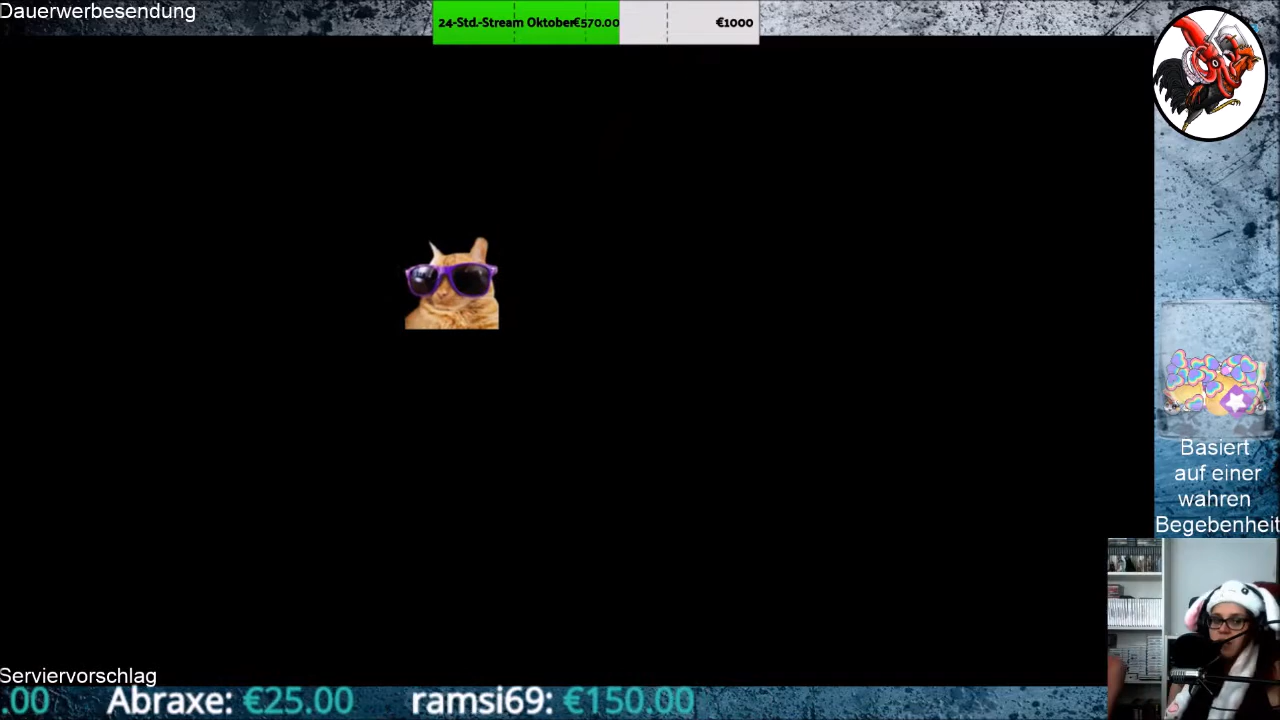 Dauerwerbesendung
24-Std.-Stream Oktober €570.00 €1000
Basiert
auf einer
wahren
Begebenheit
Serviervorschlag
.00 Abraxe: €25.00 ramsi69: €150.00